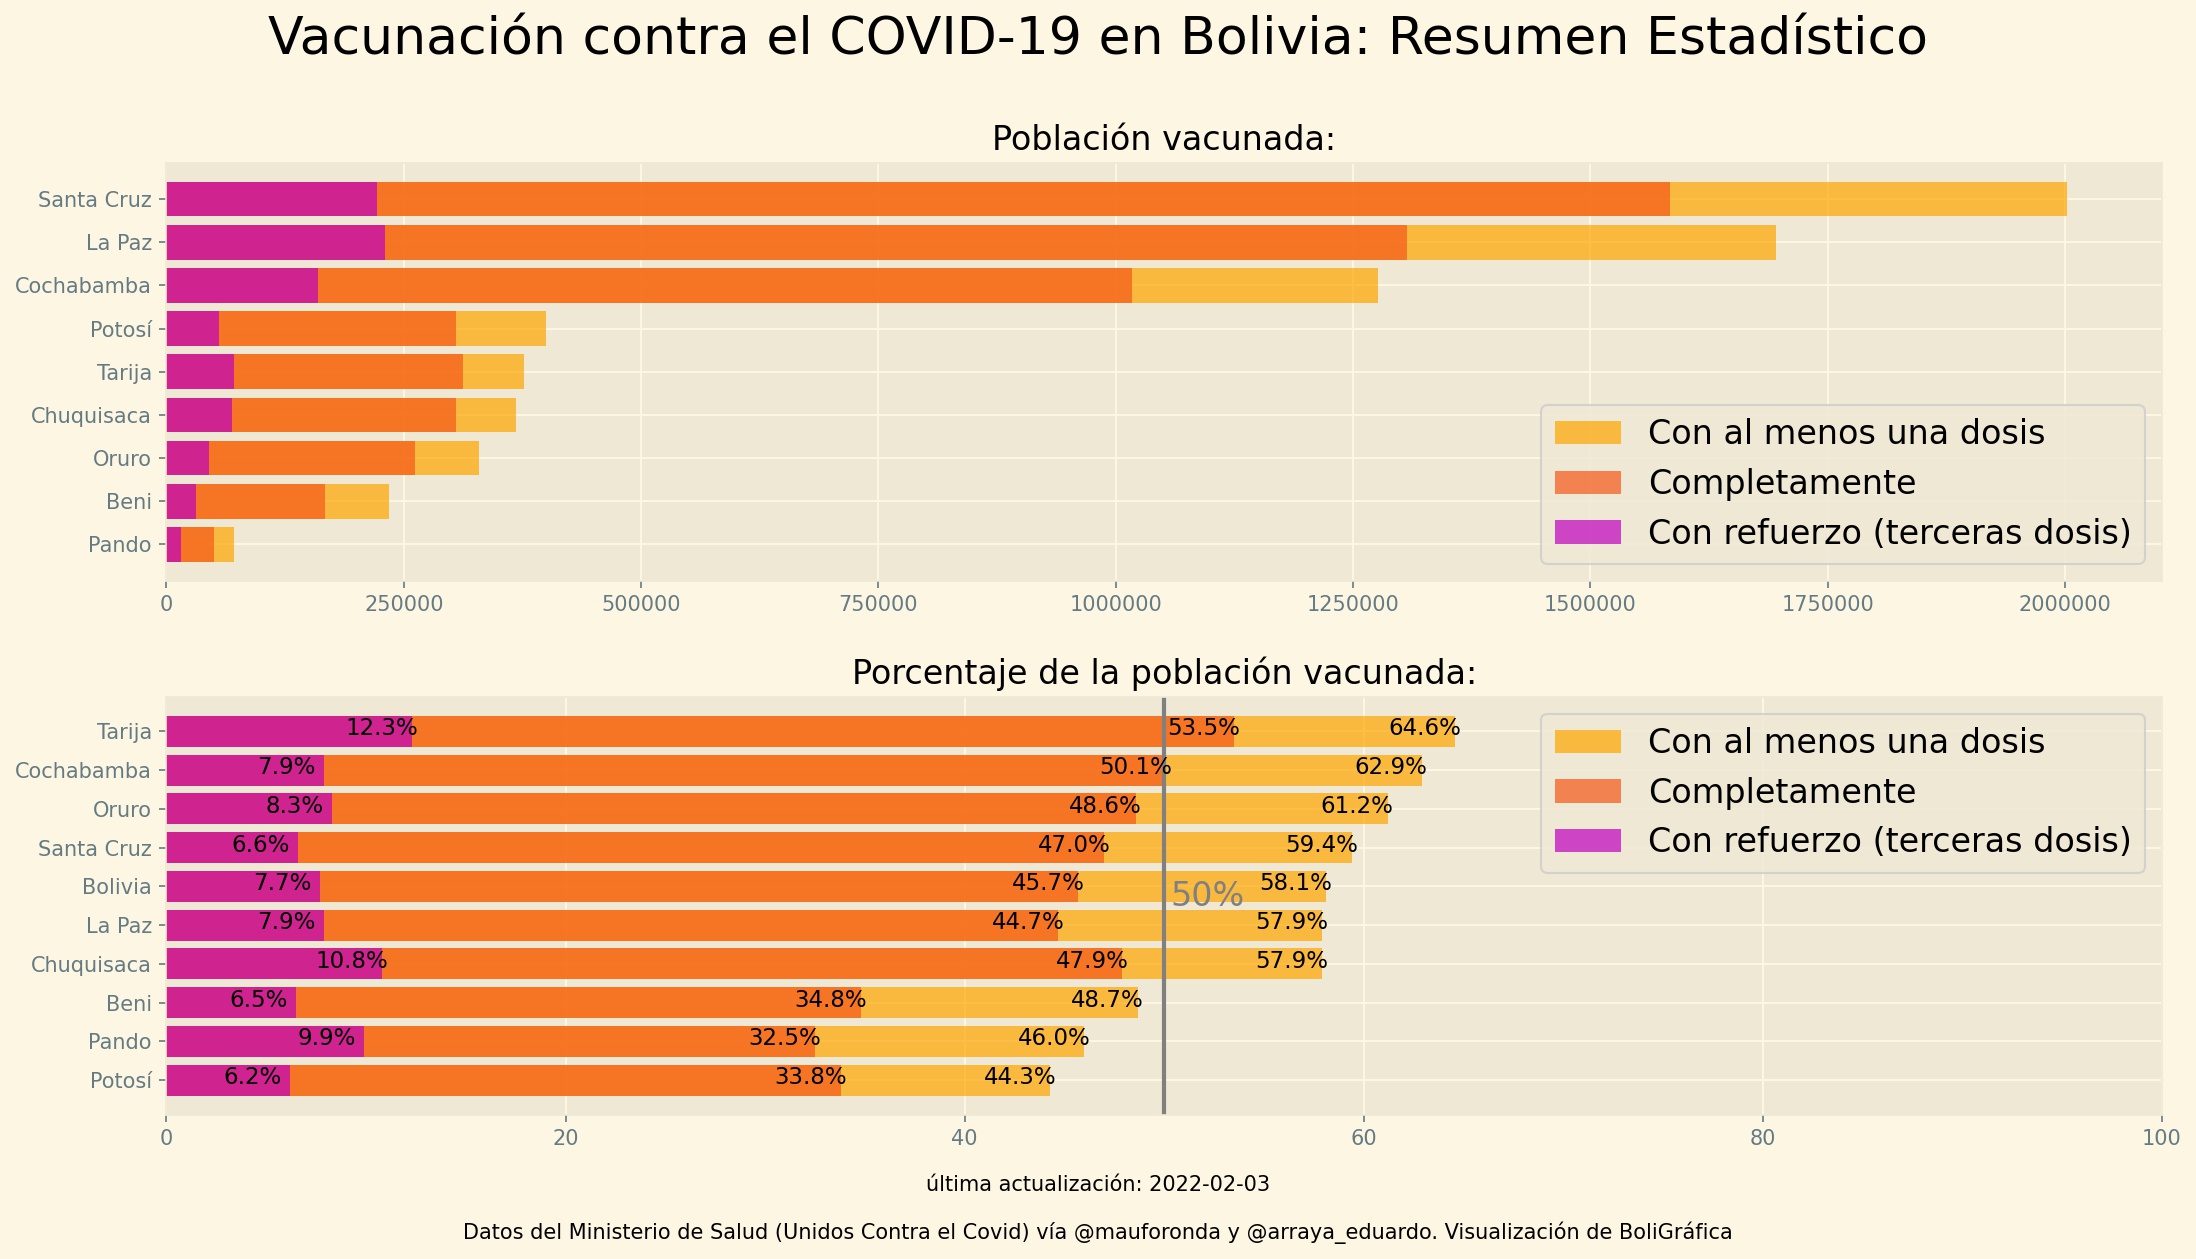 Vacunación contra el COVID-19 en Bolivia: Resumen Estadístico
Población vacunada:
Santa Cruz
La Paz
Cochabamba
Potosí
Tarija
Chuquisaca
Oruro
Beni
Pando
Con al menos una dosis
Completamente
Con refuerzo (terceras dosis)
0 250000 500000 750000 1000000 1250000 1500000 1750000 2000000
Porcentaje de la población vacunada:
Tarija 12.3% 53.5% 64.6%
Cochabamba 7.9% 50.1% 62.9%
Oruro 8.3% 48.6% 61.2%
Santa Cruz 6.6% 47.0% 59.4%
Bolivia 7.7% 45.7% 58.1%
50%
La Paz 7.9% 44.7% 57.9%
Chuquisaca 10.8% 47.9% 57.9%
Beni 6.5% 34.8% 48.7%
Pando 9.9% 32.5% 46.0%
Potosí 6.2% 33.8% 44.3%
Con al menos una dosis
Completamente
Con refuerzo (terceras dosis)
0 20 40 60 80 100
última actualización: 2022-02-03
Datos del Ministerio de Salud (Unidos Contra el Covid) vía @mauforonda y @arraya_eduardo. Visualización de BoliGráfica